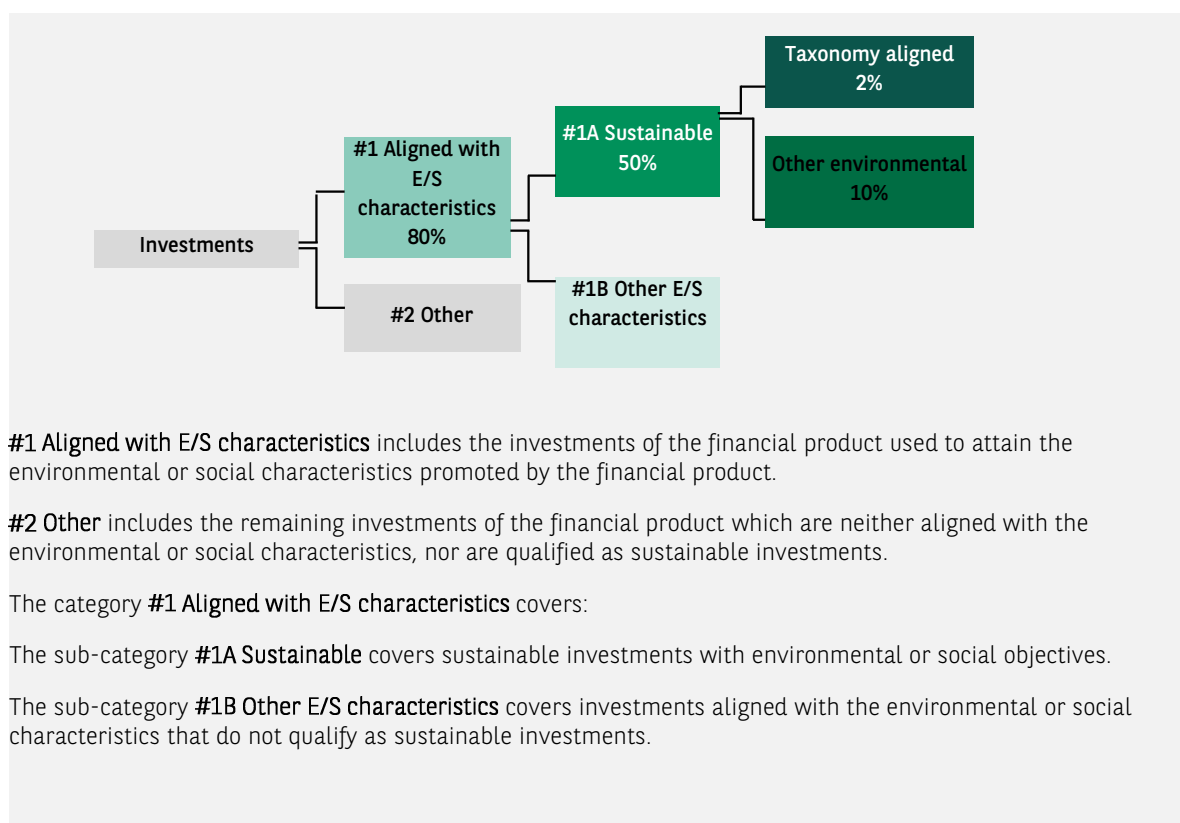 Taxonomy aligned
2%
#1A Sustainable
50%
#1 Aligned with
E/S
characteristics
80%
Other environmental
10%
Investments
#2 Other
#1B Other E/S
characteristics
#1 Aligned with E/S characteristics includes the investments of the financial product used to attain the
environmental or social characteristics promoted by the financial product.
#2 Other includes the remaining investments of the financial product which are neither aligned with the
environmental or social characteristics, nor are qualified as sustainable investments.
The category #1 Aligned with E/S characteristics covers:
The sub-category #1A Sustainable covers sustainable investments with environmental or social objectives.
The sub-category #1B Other E/S characteristics covers investments aligned with the environmental or social
characteristics that do not qualify as sustainable investments.